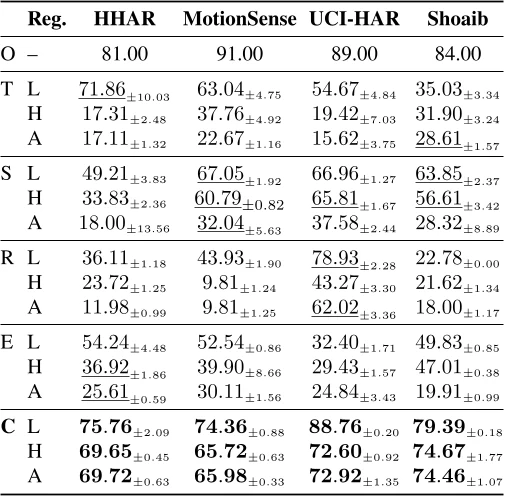 Reg. HHAR MotionSense UCI-HAR Shoaib
O – 81.00 91.00 89.00 84.00
T L 71.86±10.03 63.04±4.75 54.67±4.84 35.03±3.34
H 17.31±2.48 37.76±4.92 19.42±7.03 31.90±3.24
A 17.11±1.32 22.67±1.16 15.62±3.75 28.61±1.57
S L 49.21±3.83 67.05±1.92 66.96±1.27 63.85±2.37
H 33.83±2.36 60.79±0.82 65.81±1.67 56.61±3.42
A 18.00±13.56 32.04±5.63 37.58±2.44 28.32±8.89
R L 36.11±1.18 43.93±1.90 78.93±2.28 22.78±0.00
H 23.72±1.25 9.81±1.24 43.27±3.30 21.62±1.34
A 11.98±0.99 9.81±1.25 62.02±3.36 18.00±1.17
E L 54.24±4.48 52.54±0.86 32.40±1.71 49.83±0.85
H 36.92±1.86 39.90±8.66 29.43±1.57 47.01±0.38
A 25.61±0.59 30.11±1.56 24.84±3.43 19.91±0.99
C L 75.76±2.09 74.36±0.88 88.76±0.20 79.39±0.18
H 69.65±0.45 65.72±0.63 72.60±0.92 74.67±1.77
A 69.72±0.63 65.98±0.33 72.92±1.35 74.46±1.07